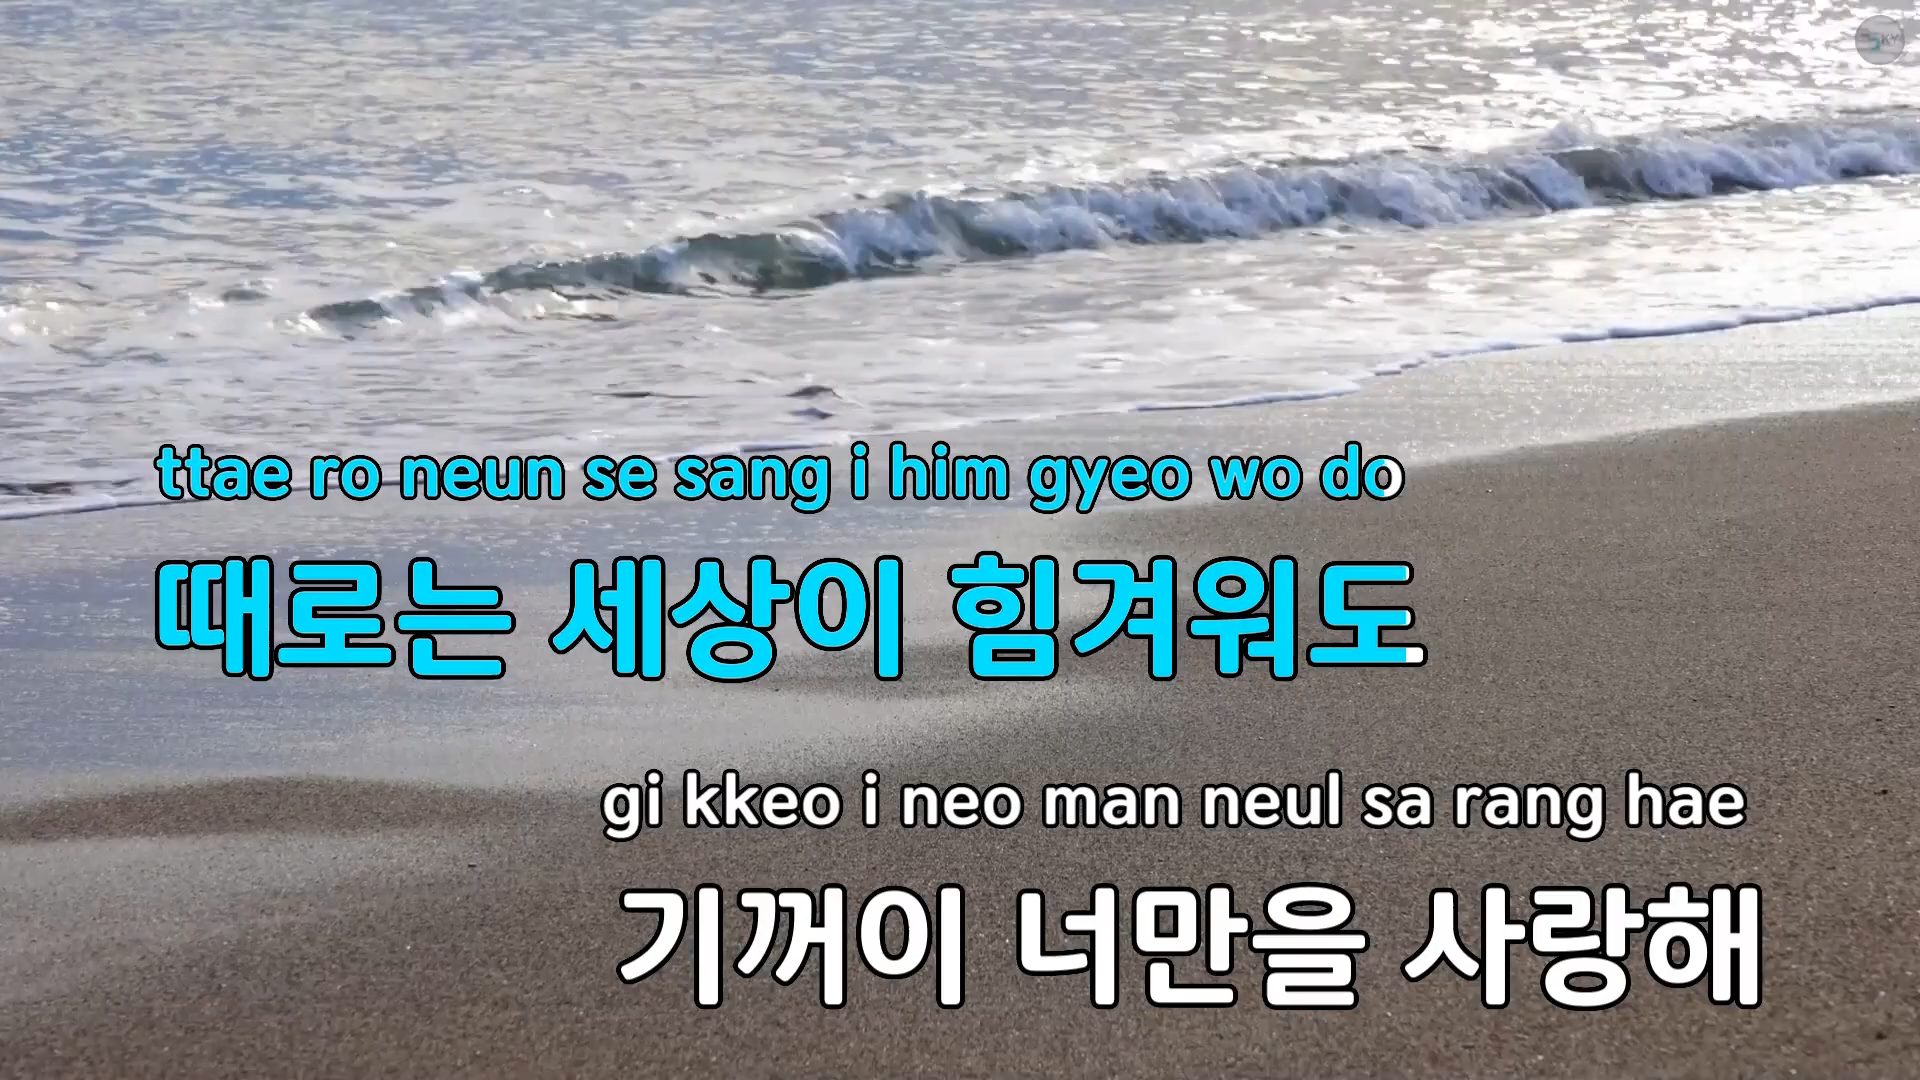 ttae ro neun se sang i him gyeo wo do
때로는 세상이 힘겨워도
gi kkeo i neo man neul sa rang hae
기꺼이 너만을 사랑해
KY